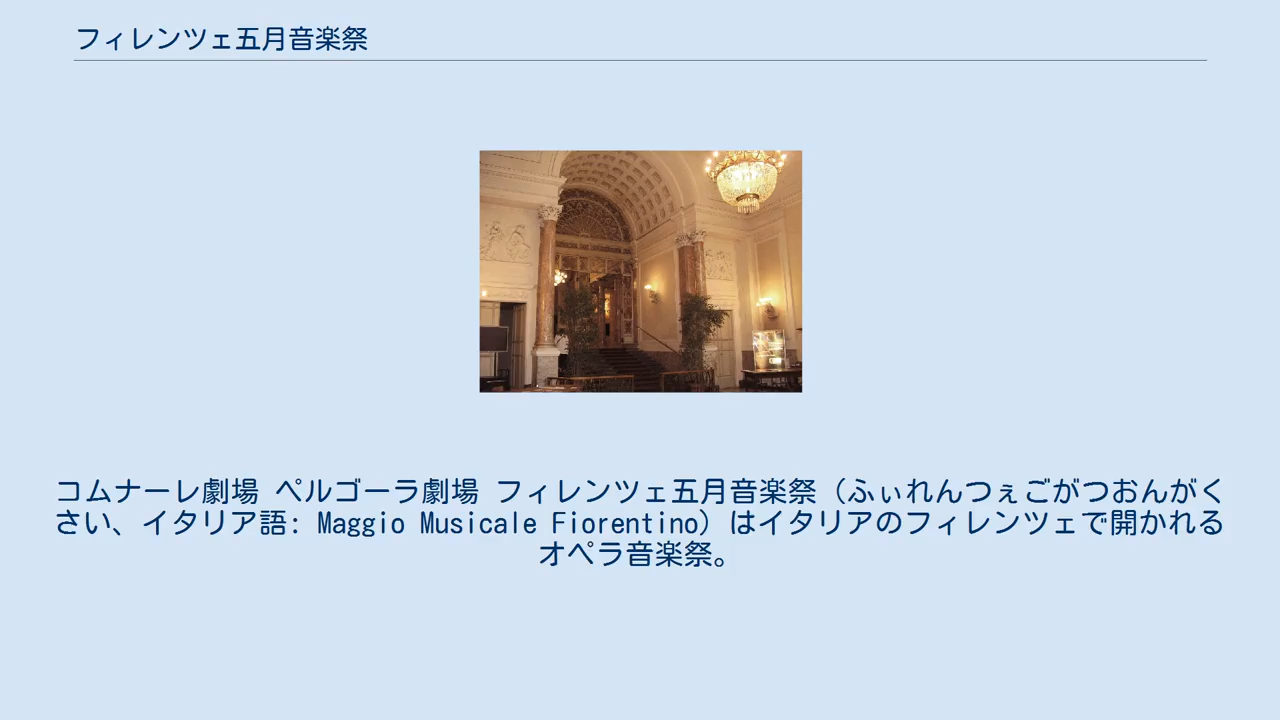 フィレンツェ五月音楽祭
コムナーレ劇場 ペルゴーラ劇場 フィレンツェ五月音楽祭（ふぃれんつぇごがつおんがく
さい、イタリア語: Maggio Musicale Fiorentino）はイタリアのフィレンツェで開かれる
オペラ音楽祭。